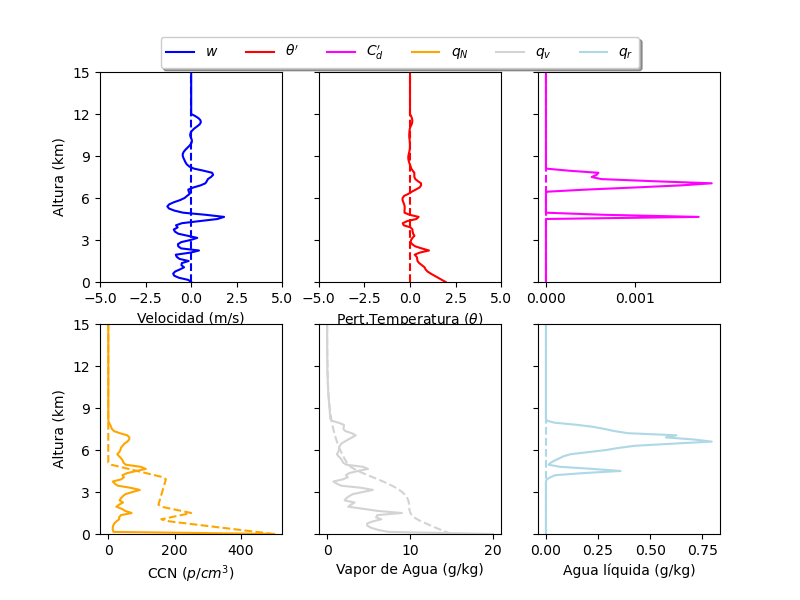 w θ′ C′d qN qv qr
15
12
9
6
3
0
Altura (km)
−5.0 −2.5 0.0 2.5 5.0
Velocidad (m/s)
−5.0 −2.5 0.0 2.5 5.0
Pert.Temperatura (θ)
0.000 0.001
15
12
9
6
3
0
Altura (km)
0 200 400
CCN (p/cm³)
0 10 20
Vapor de Agua (g/kg)
0.00 0.25 0.50 0.75
Agua líquida (g/kg)